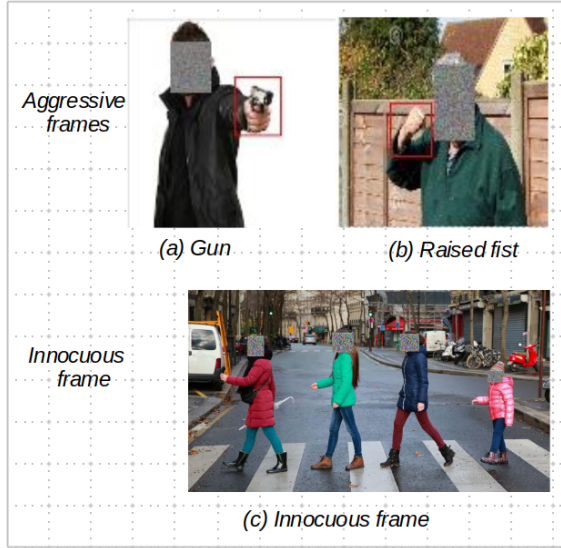 Aggressive
frames
(a) Gun
(b) Raised fist
Innocuous
frame
(c) Innocuous frame